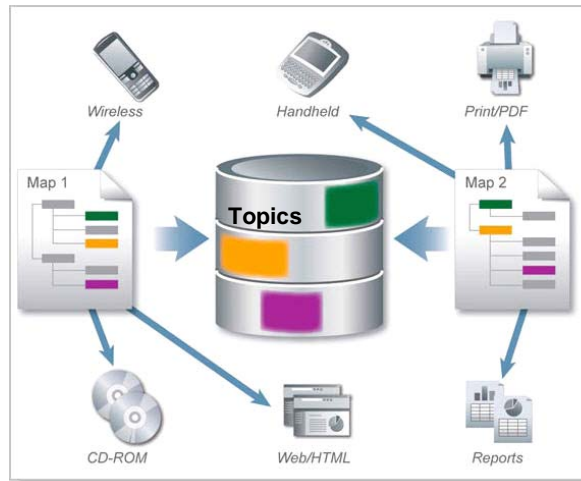 Wireless
Handheld
Print/PDF
Map 1
Map 2
Topics
CD-ROM
Web/HTML
Reports